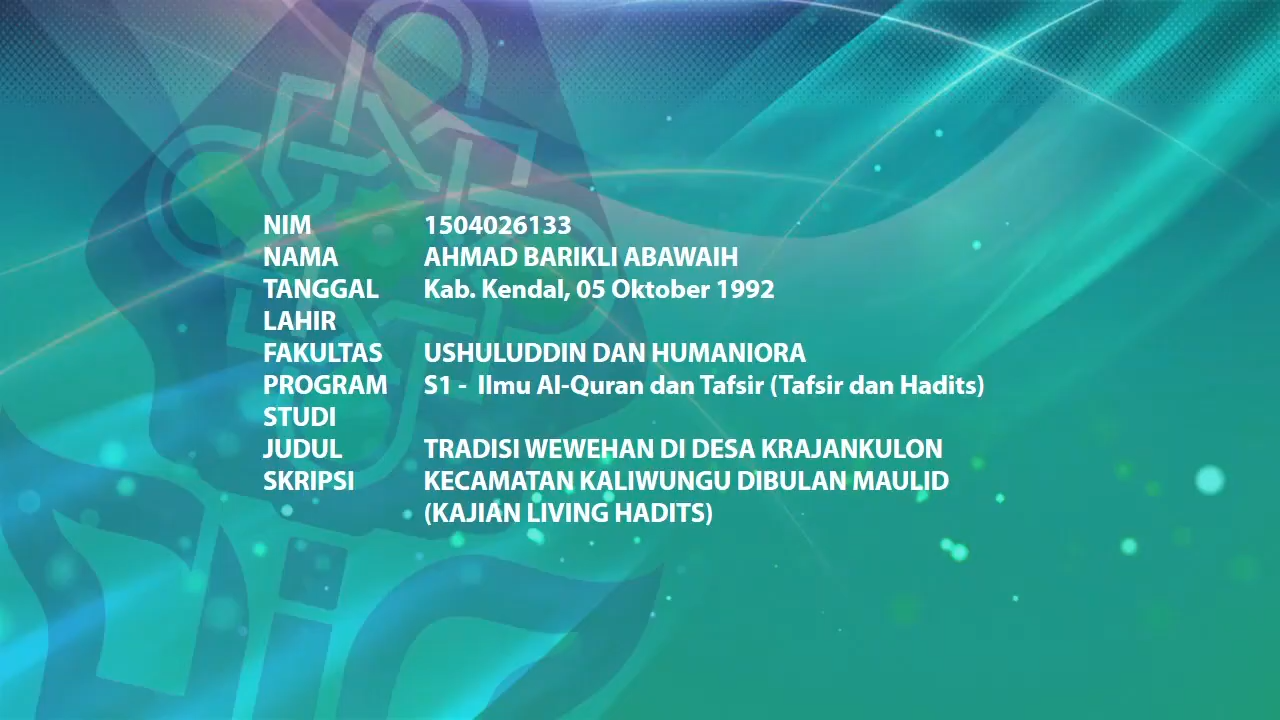 NIM 1504026133
NAMA AHMAD BARIKLI ABAWAIH
TANGGAL Kab. Kendal, 05 Oktober 1992
LAHIR
FAKULTAS USHULUDDIN DAN HUMANIORA
PROGRAM S1 - Ilmu Al-Quran dan Tafsir (Tafsir dan Hadits)
STUDI
JUDUL TRADISI WEWEHAN DI DESA KRAJANKULON
SKRIPSI KECAMATAN KALIWUNGU DIBULAN MAULID
(KAJIAN LIVING HADITS)